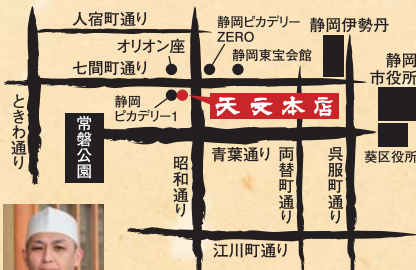 人宿町通り
静岡ピカデリー
ZERO
静岡伊勢丹
オリオン座
静岡東宝会館
七間町通り
静岡
市役所
静岡
ピカデリー1
天文本店
ときわ通り
常磐公園
青葉通り
葵区役所
昭和通り
両替町通り
呉服町通り
江川町通り